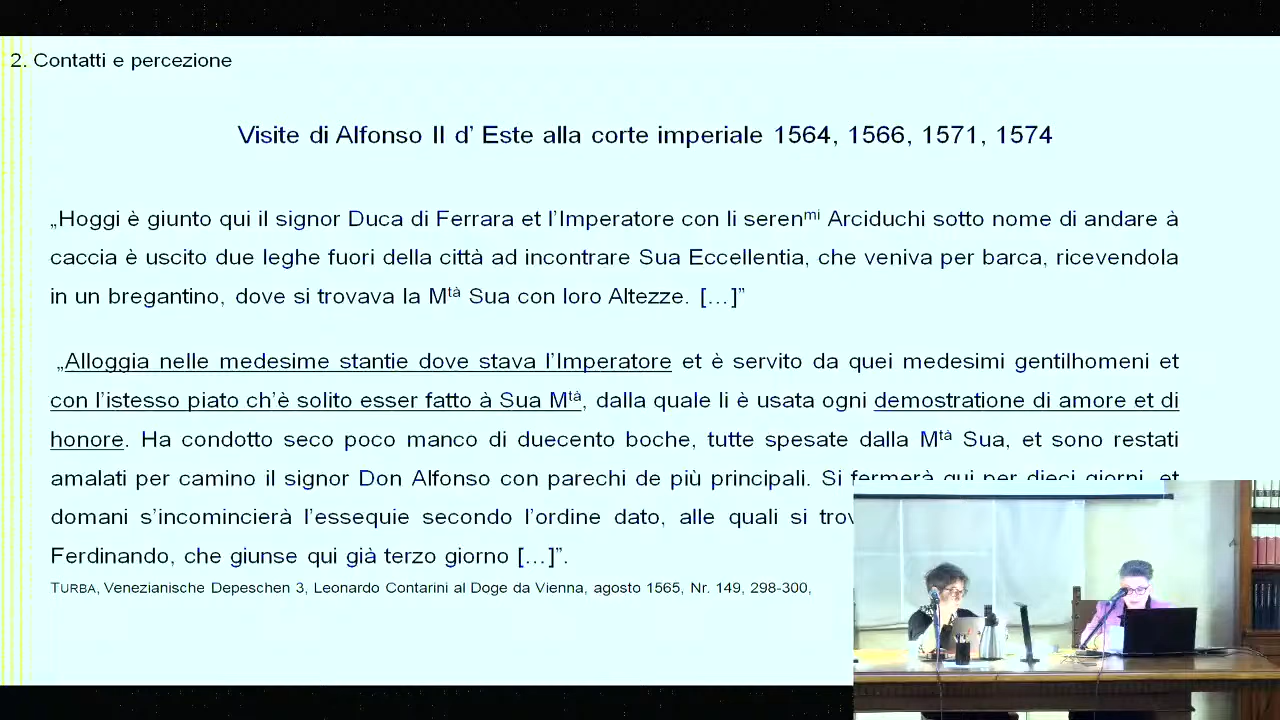 2. Contatti e percezione
Visite di Alfonso II d' Este alla corte imperiale 1564, 1566, 1571, 1574
„Hoggi è giunto qui il signor Duca di Ferrara et l'Imperatore con li serenmi Arciduchi sotto nome di andare à
caccia è uscito due leghe fuori della città ad incontrare Sua Eccellentia, che veniva per barca, ricevendola
in un bregantino, dove si trovava la Mtà Sua con loro Altezze. […]”
„Alloggia nelle medesime stantie dove stava l'Imperatore et è servito da quei medesimi gentilhomeni et
con l'istesso piato ch'è solito esser fatto à Sua Mtà, dalla quale li è usata ogni demostratione di amore et di
honore. Ha condotto seco poco manco di duecento boche, tutte spesate dalla Mtà Sua, et sono restati
amalati per camino il signor Don Alfonso con parechi de più principali. Si fermerà qui per dieci giorni, et
domani s'incomincierà l'essequie secondo l'ordine dato, alle quali si trov
Ferdinando, che giunse qui già terzo giorno […]”.
TURBA, Venezianische Depeschen 3, Leonardo Contarini al Doge da Vienna, agosto 1565, Nr. 149, 298-300,